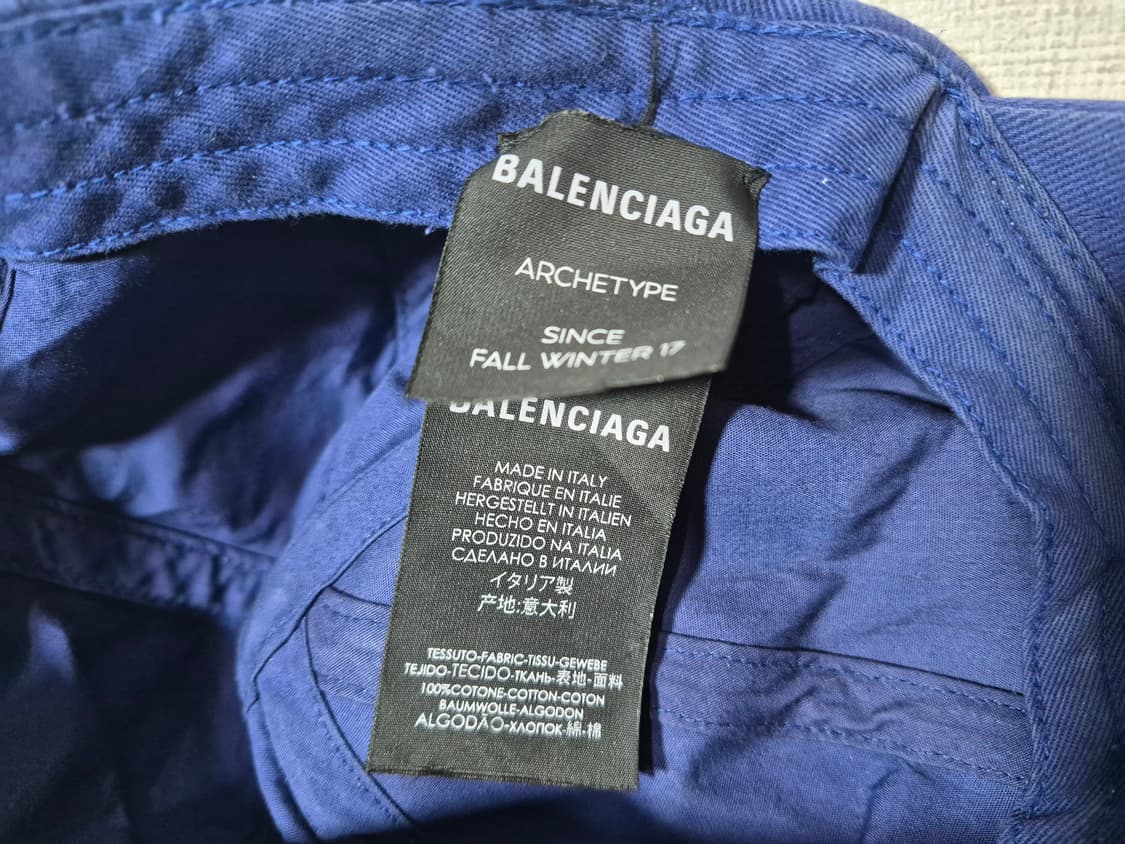 BALENCIAGA
ARCHETYPE
SINCE
FALL WINTER 17
BALENCIAGA
MADE IN ITALY
FABRIQUE EN ITALIE
HERGESTELLT IN ITALIEN
HECHO EN ITALIA
PRODUZIDO NA ITALIA
СДЕЛАНО В ИТАЛИИ
イタリア製
产地:意大利
TESSUTO-FABRIC-TISSU-GEWEBE
TEJIDO-TECIDO-ТКАНЬ-表地-面料
100%COTONE-COTTON-COTON
BAUMWOLLE-ALGODON
ALGODÃO-ХЛОПОК-綿-棉